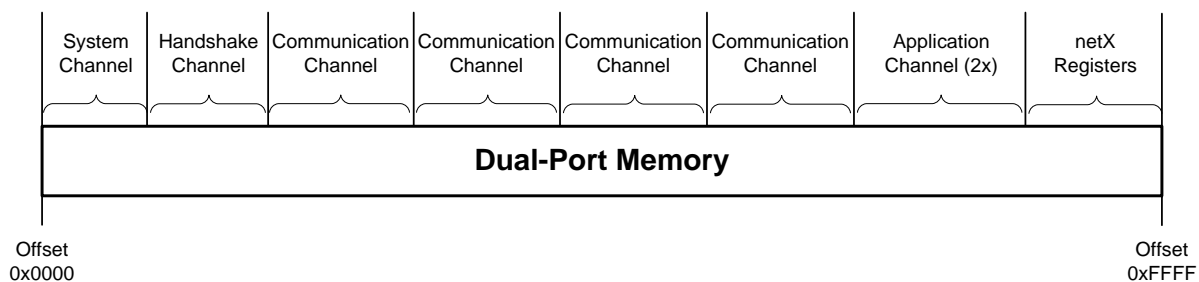 System
Channel
Handshake
Channel
Communication
Channel
Communication
Channel
Communication
Channel
Communication
Channel
Application
Channel (2x)
netX
Registers
Dual-Port Memory
Offset
0x0000
Offset
0xFFFF